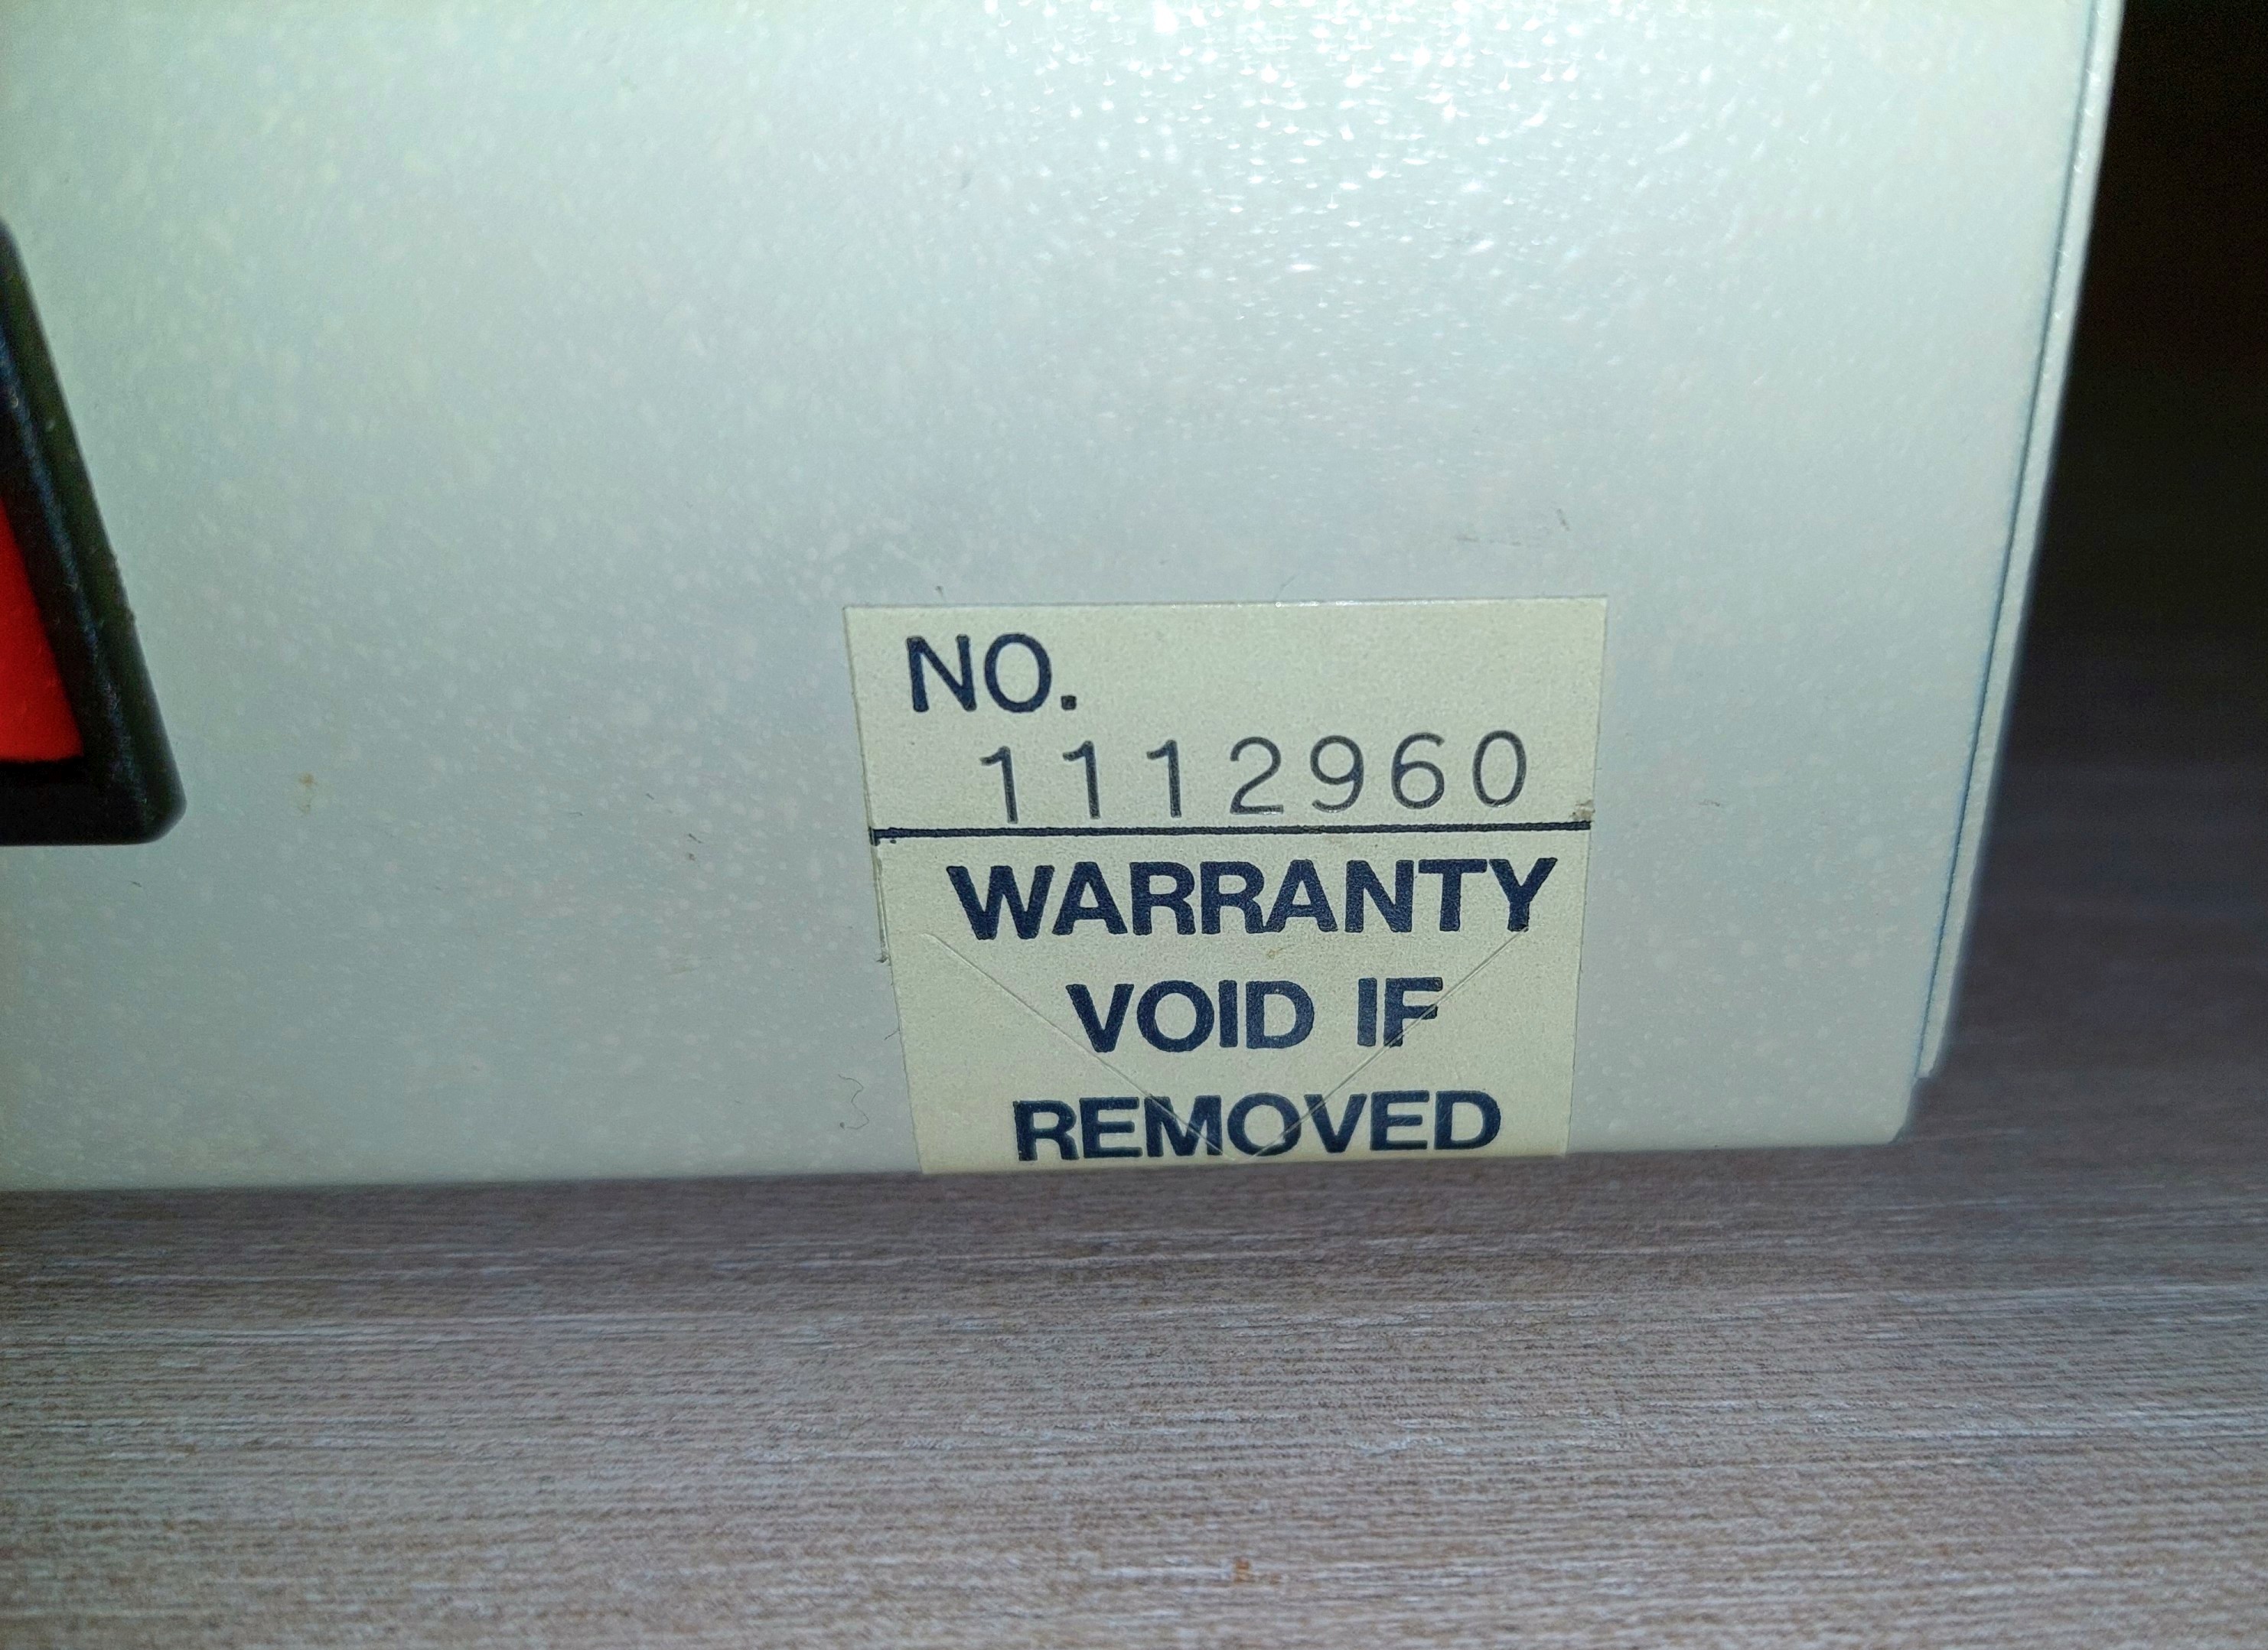 NO.
1112960
WARRANTY
VOID IF
REMOVED